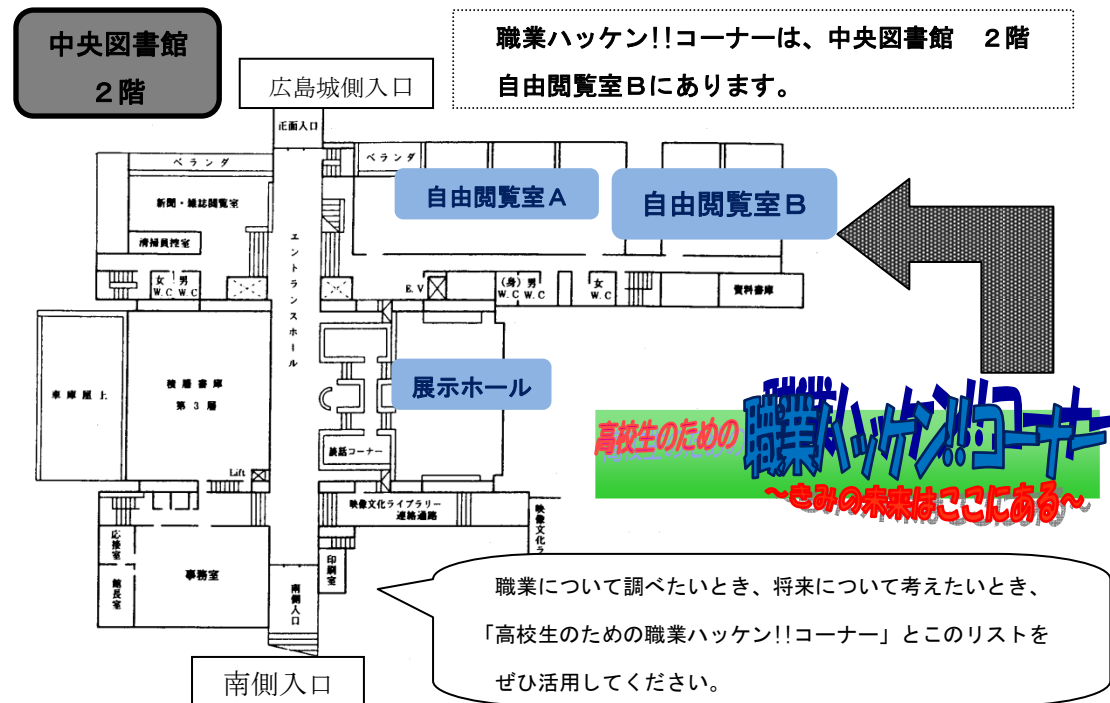 中央図書館
２階
職業ハッケン!!コーナーは、中央図書館　２階
自由閲覧室Ｂにあります。
広島城側入口
正面入口
ベランダ
ベランダ
新聞・雑誌閲覧室
自由閲覧室Ａ
自由閲覧室Ｂ
清掃員控室
エントランスホール
女 男
W.C W.C
E.V
(身) 男
W.C W.C
女
W.C
資料書庫
車庫屋上
積層書庫
第３層
展示ホール
談話コーナー
Lift
高校生のための
職業ハッケン!!コーナー
～きみの未来はここにある～
映像文化ライブラリー
連絡通路
映像文化ラ
応接室
館長室
事務室
印刷室
南側入口
職業について調べたいとき、将来について考えたいとき、
「高校生のための職業ハッケン!!コーナー」とこのリストを
ぜひ活用してください。
南側入口